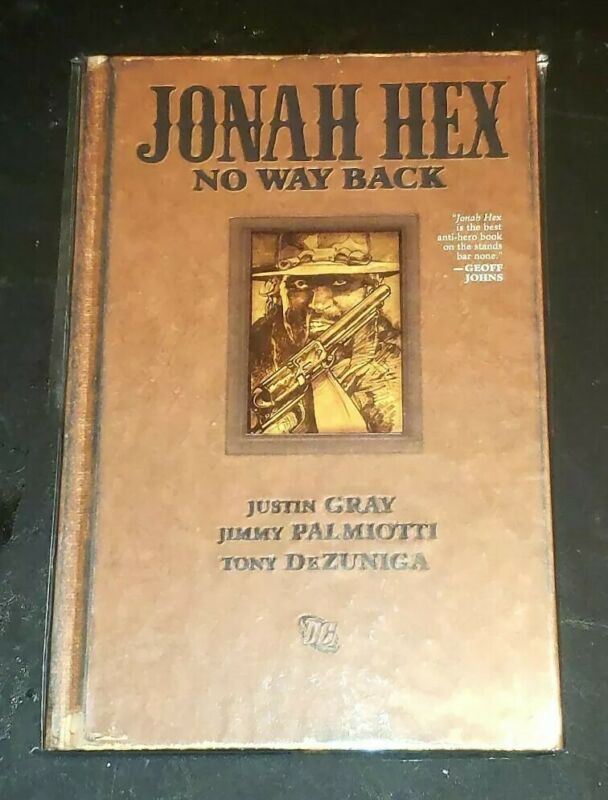 JONAH HEX
NO WAY BACK
"Jonah Hex
is the best
anti-hero book
on the stands
bar none."
—GEOFF
JOHNS
JUSTIN GRAY
JIMMY PALMIOTTI
TONY DEZUNIGA
DC